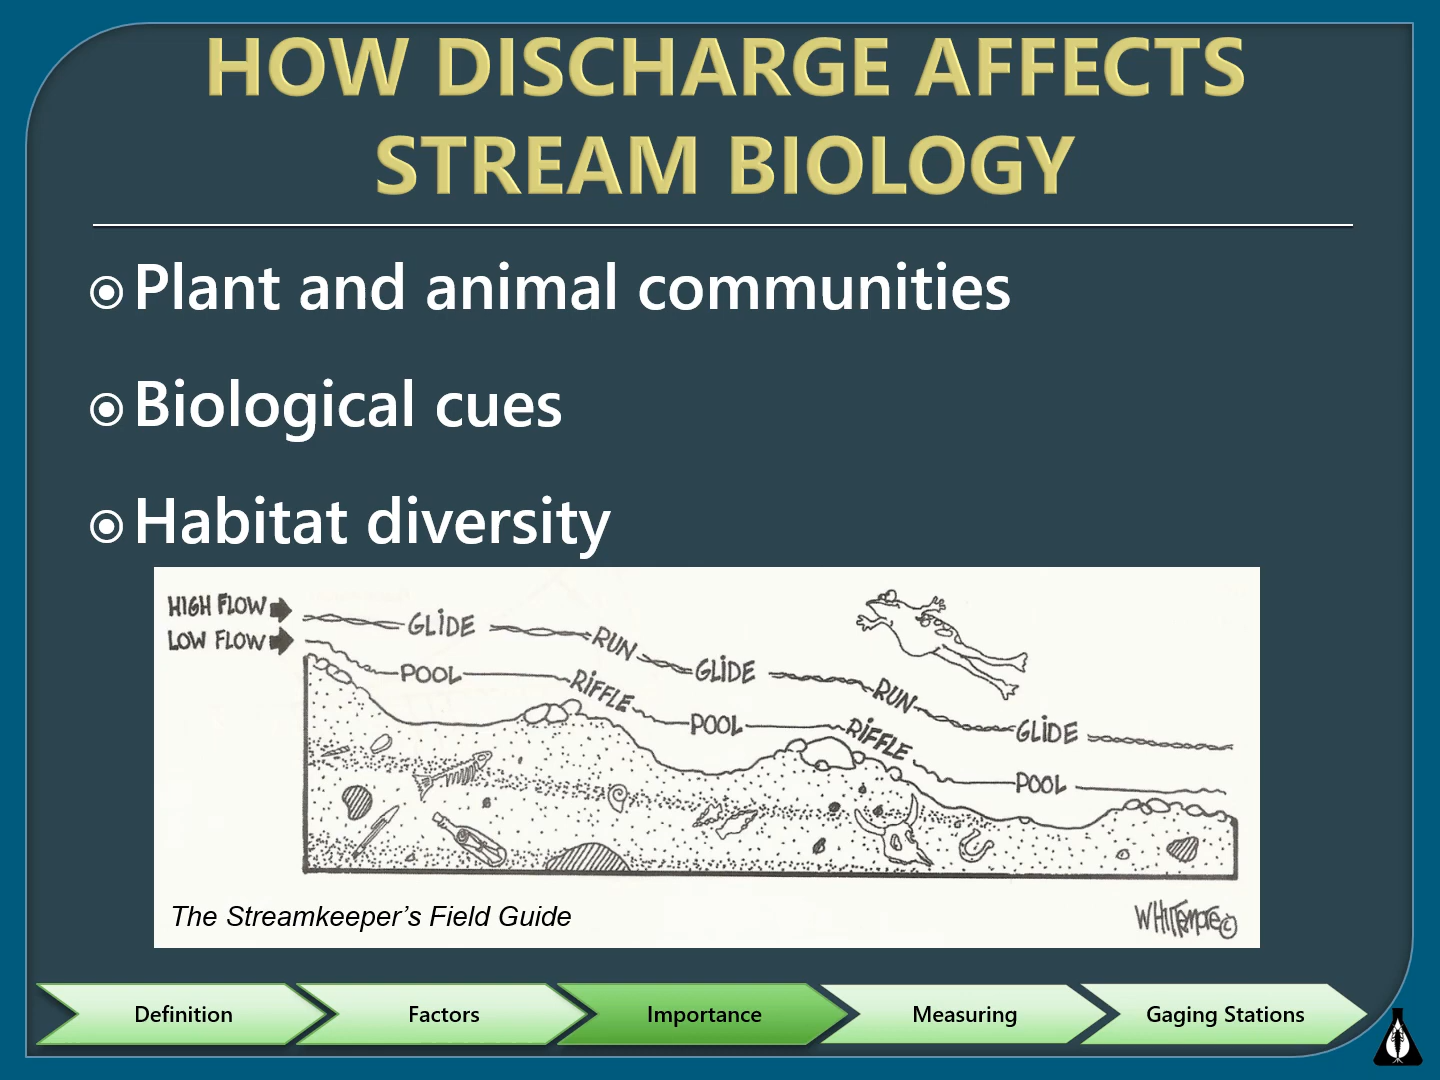 HOW DISCHARGE AFFECTS
STREAM BIOLOGY
Plant and animal communities
Biological cues
Habitat diversity
HIGH FLOW
LOW FLOW
GLIDE
RUN
GLIDE
RUN
GLIDE
POOL
RIFFLE
POOL
RIFFLE
POOL
The Streamkeeper’s Field Guide
WHITTEMORE©
Definition
Factors
Importance
Measuring
Gaging Stations